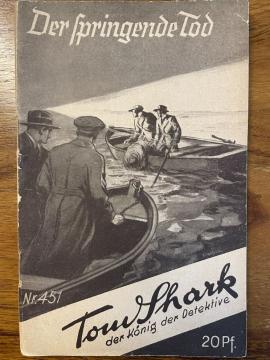 Der springende Tod
Nr. 451
Tom Shark
der König der Detektive
20 Pf.